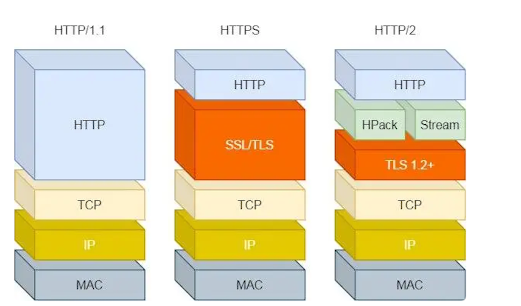 HTTP/1.1
HTTPS
HTTP/2
HTTP
HTTP
HTTP
HPack
Stream
SSL/TLS
TLS 1.2+
TCP
TCP
TCP
IP
IP
IP
MAC
MAC
MAC